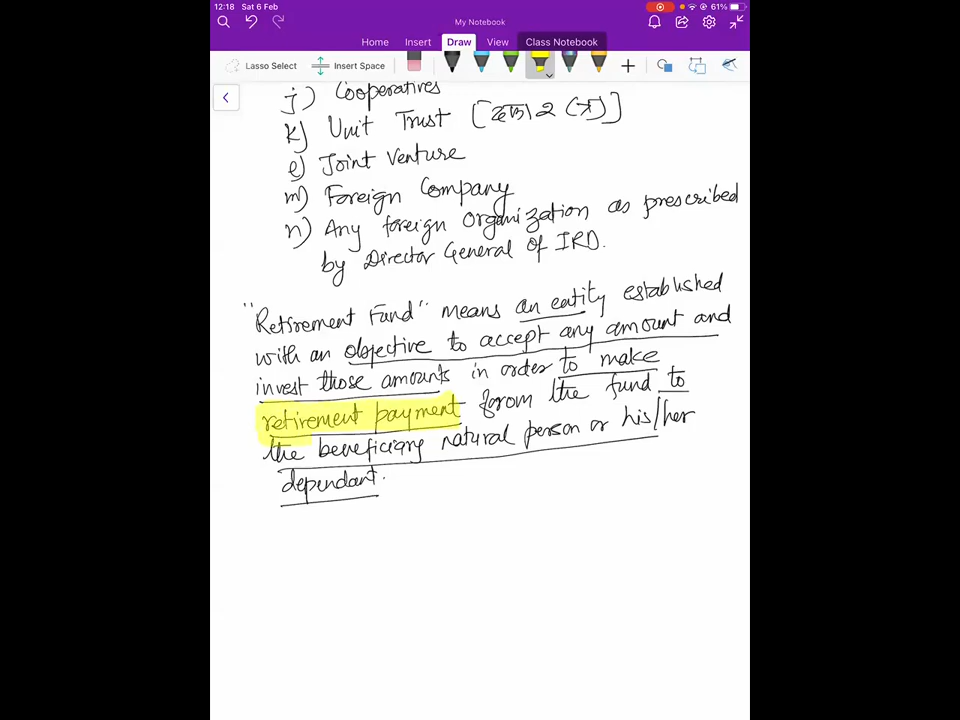 12:18 Sat 6 Feb
61%
My Notebook
Home Insert Draw View Class Notebook
Lasso Select Insert Space
j) Cooperatives
k) Unit Trust [दफा 2 ( )]
l) Joint Venture
m) Foreign Company
n) Any foreign Organization as prescribed
by Director General of IRD.
"Retirement Fund" means an entity established
with an objective to accept any amount and
invest those amounts in order to make
retirement payment from the fund to
the beneficiary natural person or his/her
dependant.